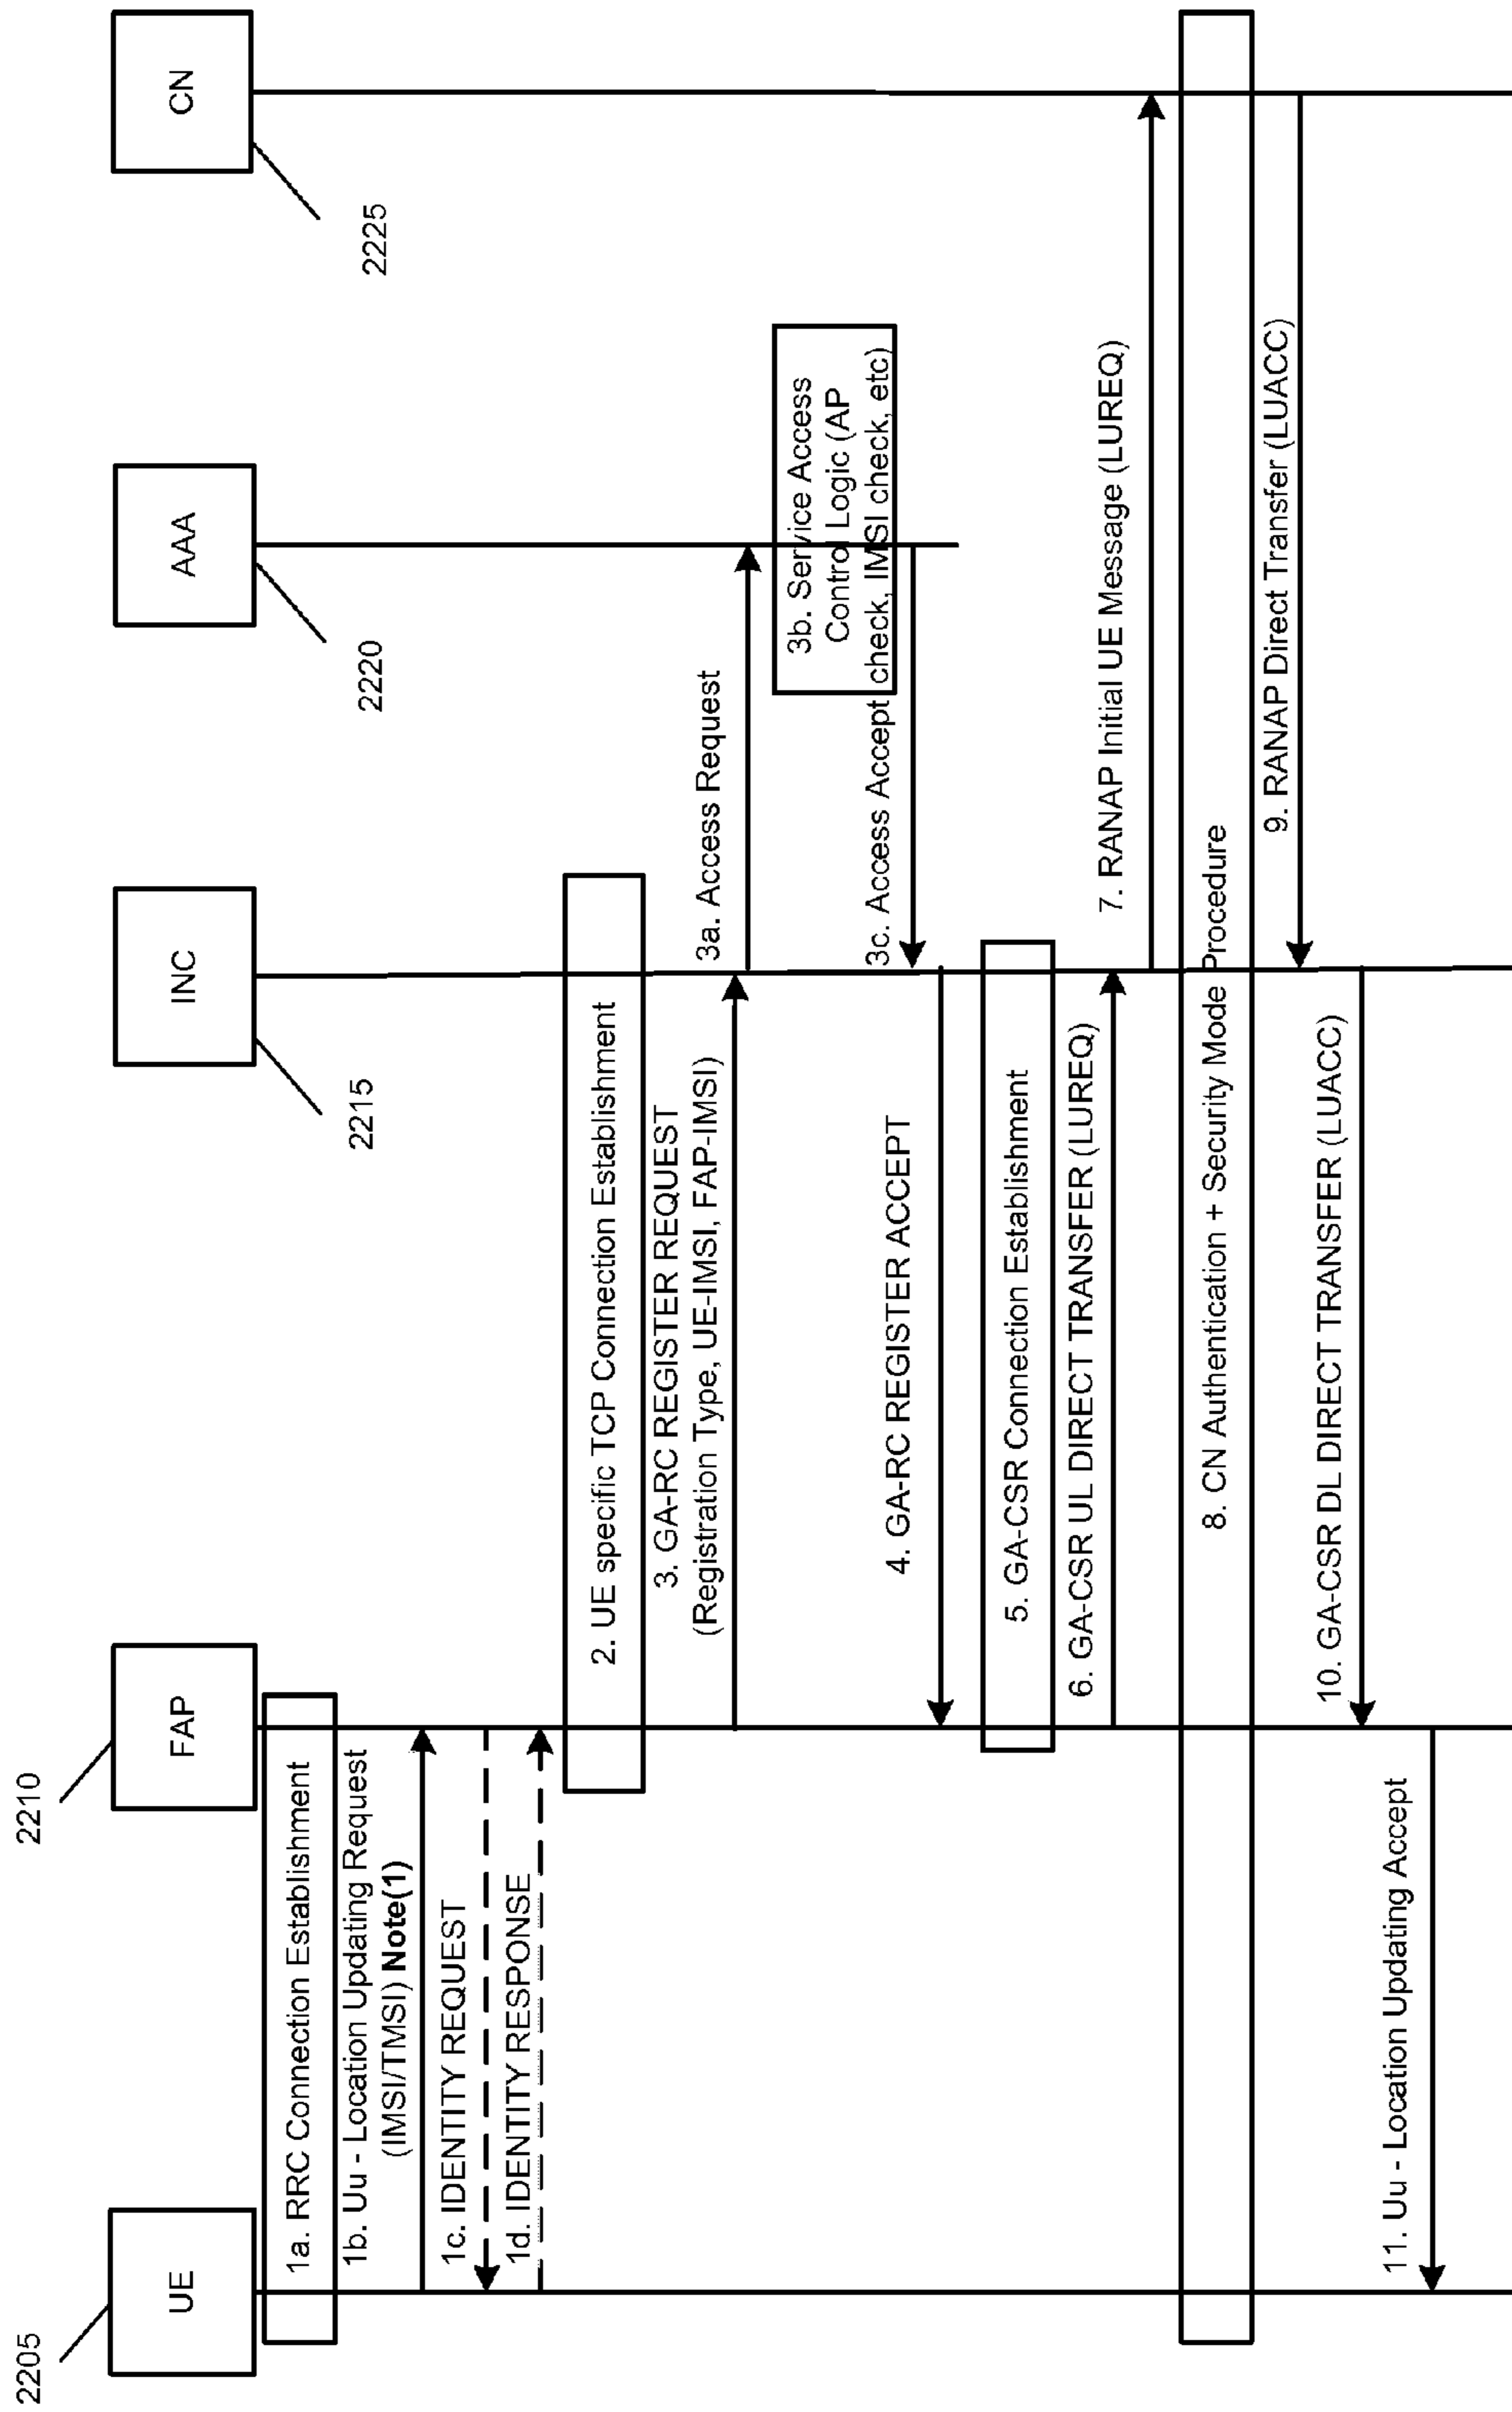 2205
2210
UE
FAP
INC
AAA
CN
2215
2220
2225
1a. RRC Connection Establishment
1b. Uu - Location Updating Request
(IMSI/TMSI) Note(1)
1c. IDENTITY REQUEST
1d. IDENTITY RESPONSE
2. UE specific TCP Connection Establishment
3. GA-RC REGISTER REQUEST
(Registration Type, UE-IMSI, FAP-IMSI)
3a. Access Request
3b. Service Access
Control Logic (AP
check, IMSI check, etc)
3c. Access Accept
4. GA-RC REGISTER ACCEPT
5. GA-CSR Connection Establishment
6. GA-CSR UL DIRECT TRANSFER (LUREQ)
7. RANAP Initial UE Message (LUREQ)
8. CN Authentication + Security Mode Procedure
9. RANAP Direct Transfer (LUACC)
10. GA-CSR DL DIRECT TRANSFER (LUACC)
11. Uu - Location Updating Accept